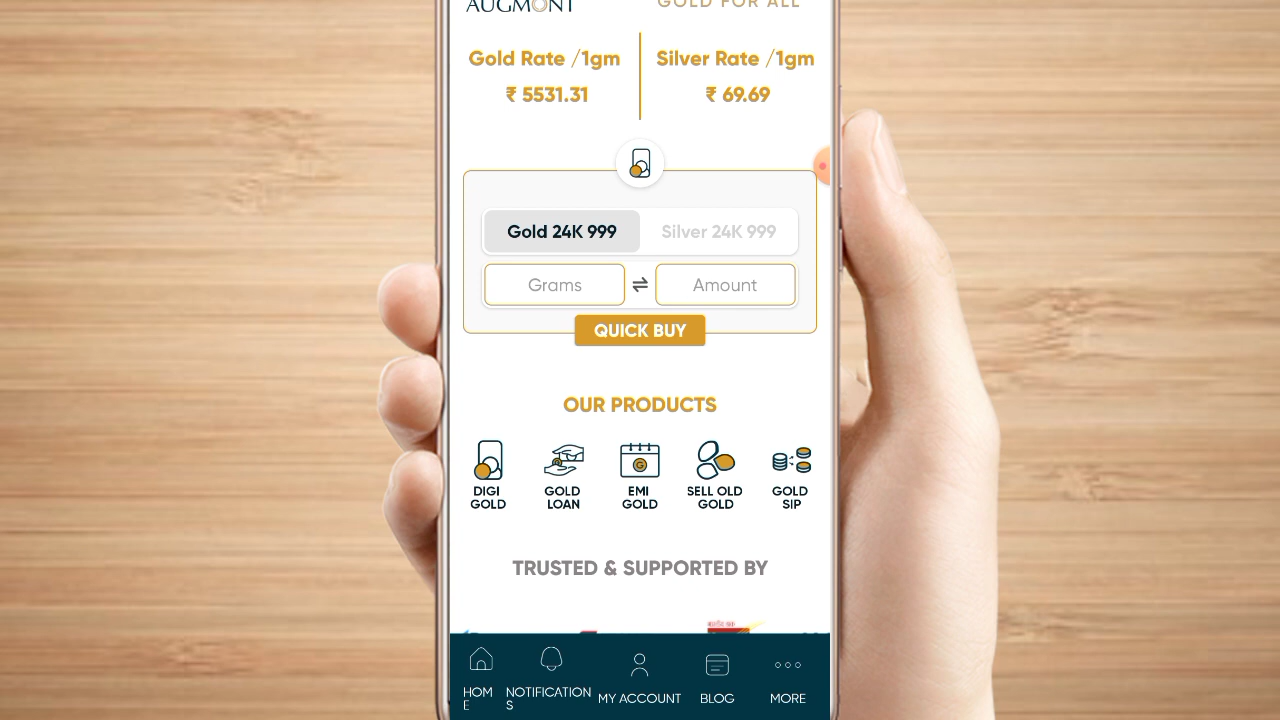 AUGMONT
GOLD FOR ALL
Gold Rate /1gm
₹ 5531.31
Silver Rate /1gm
₹ 69.69
Gold 24K 999
Silver 24K 999
Grams
⇌
Amount
QUICK BUY
OUR PRODUCTS
DIGI
GOLD
GOLD
LOAN
EMI
GOLD
SELL OLD
GOLD
GOLD
SIP
TRUSTED & SUPPORTED BY
HOM
E
NOTIFICATION
S
MY ACCOUNT
BLOG
MORE